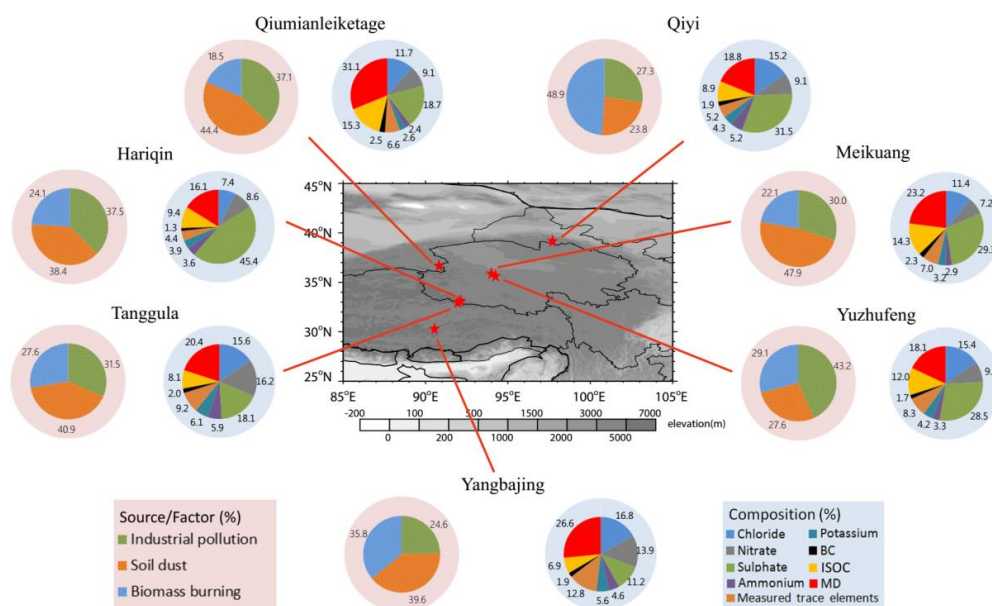 Qiumianleiketage
Qiyi
18.5
37.1
44.4
11.7
9.1
18.7
2.4
2.6
6.6
2.5
15.3
31.1
27.3
23.8
48.9
15.2
9.1
31.5
5.2
4.3
5.2
1.9
8.9
18.8
Hariqin
Meikuang
24.1
37.5
38.4
7.4
8.6
45.4
3.6
3.9
4.4
1.3
9.4
16.1
22.1
30.0
47.9
11.4
7.2
29.3
2.9
3.2
7.0
2.3
14.3
23.2
45°N
40°N
35°N
30°N
25°N
85°E 90°E 95°E 100°E 105°E
-200 100 500 1500 3000 7000
0 200 1000 2000 5000
elevation(m)
Tanggula
Yuzhufeng
27.6
31.5
40.9
15.6
16.2
18.1
5.9
6.1
9.2
2.0
8.1
20.4
29.1
43.2
27.6
15.4
28.5
3.3
4.2
8.3
1.7
12.0
18.1
Yangbajing
35.8
24.6
39.6
16.8
13.9
11.2
4.6
5.6
12.8
1.9
6.9
26.6
Source/Factor (%)
Industrial pollution
Soil dust
Biomass burning
Composition (%)
Chloride
Nitrate
Sulphate
Ammonium
Potassium
BC
ISOC
MD
Measured trace elements